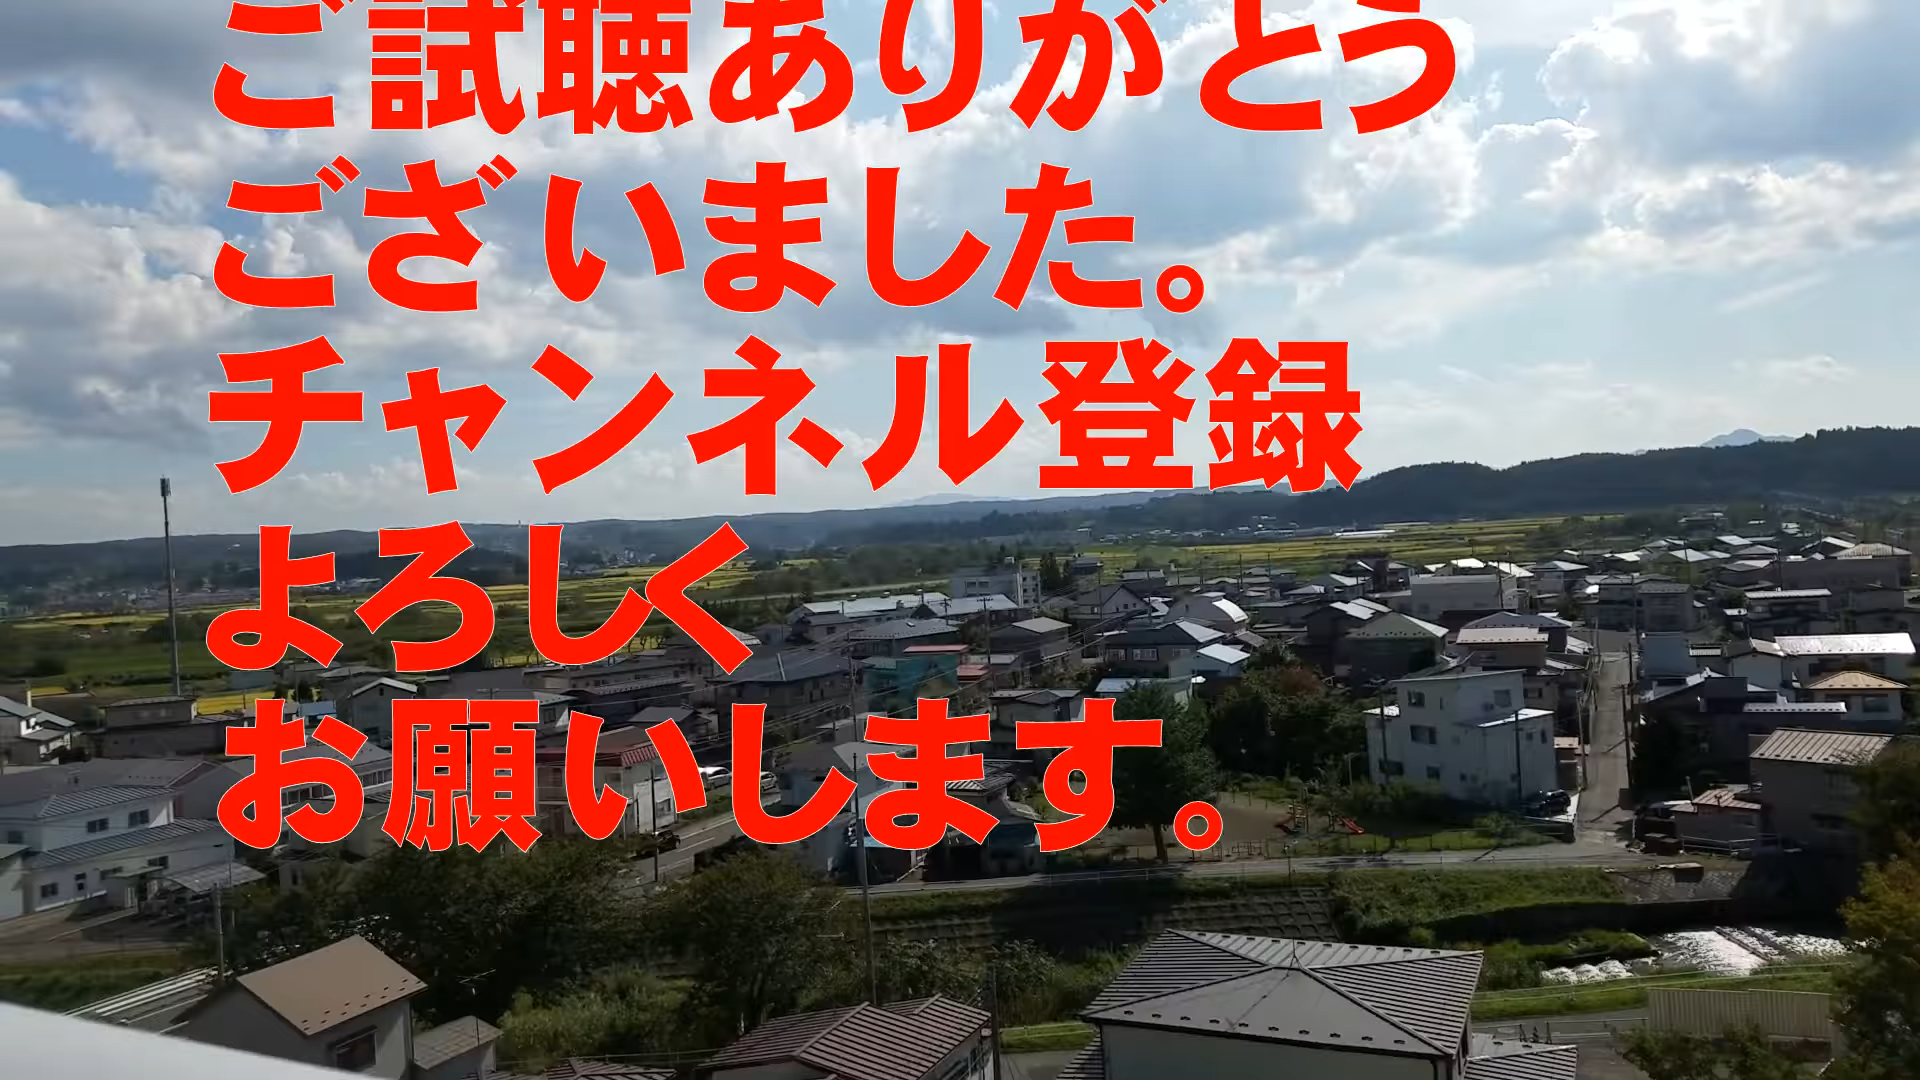 ご試聴ありがとう
ございました。
チャンネル登録
よろしく
お願いします。